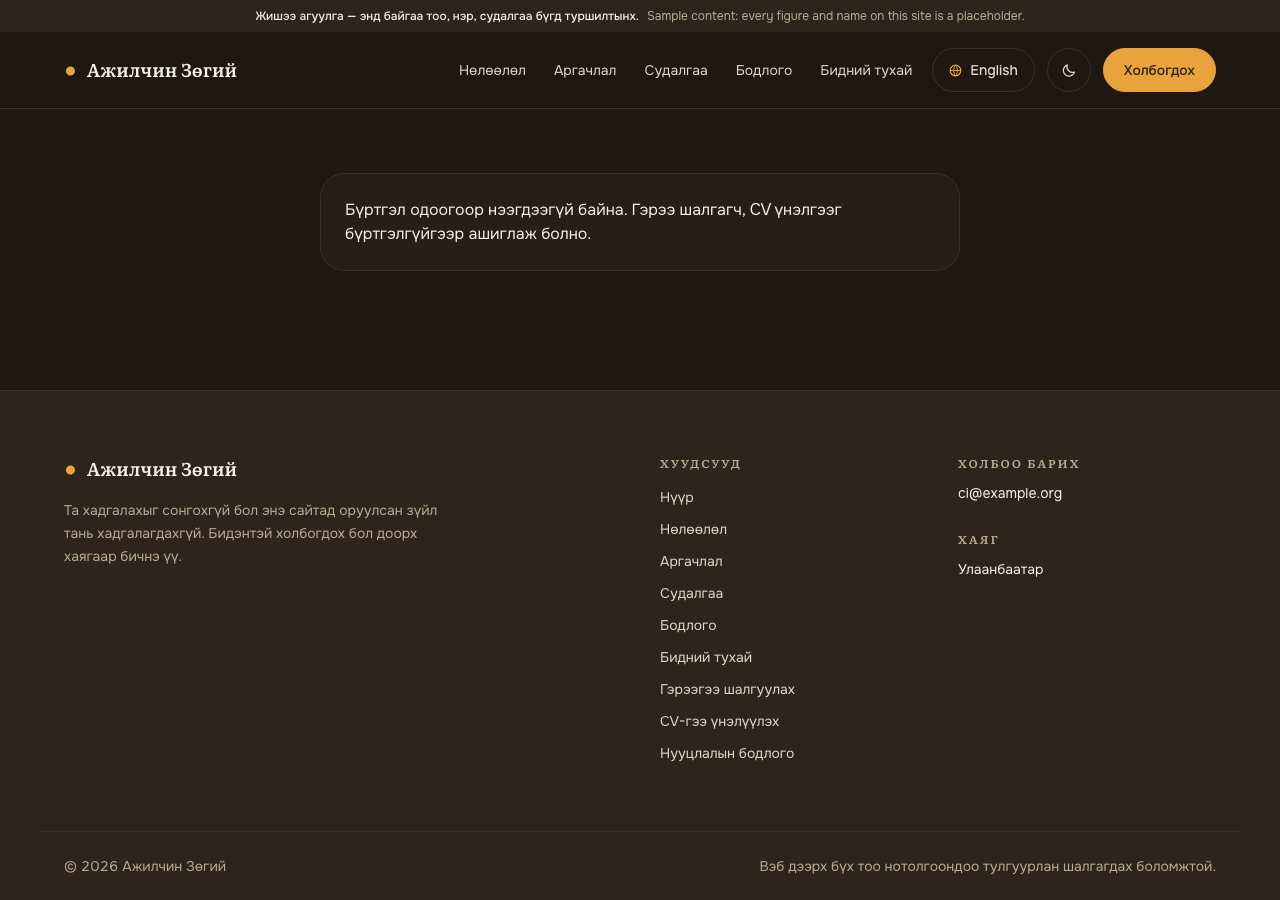 Жишээ агуулга — энд байгаа тоо, нэр, судалгаа бүгд туршилтынх. Sample content: every figure and name on this site is a placeholder.
Ажилчин Зөгий
Нөлөөлөл
Аргачлал
Судалгаа
Бодлого
Бидний тухай
English
Холбогдох
Бүртгэл одоогоор нээгдээгүй байна. Гэрээ шалгагч, CV үнэлгээг
бүртгэлгүйгээр ашиглаж болно.
Ажилчин Зөгий
Та хадгалахыг сонгохгүй бол энэ сайтад оруулсан зүйл
тань хадгалагдахгүй. Бидэнтэй холбогдох бол доорх
хаягаар бичнэ үү.
ХУУДСУУД
Нүүр
Нөлөөлөл
Аргачлал
Судалгаа
Бодлого
Бидний тухай
Гэрээгээ шалгуулах
CV-гээ үнэлүүлэх
Нууцлалын бодлого
ХОЛБОО БАРИХ
ci@example.org
ХАЯГ
Улаанбаатар
© 2026 Ажилчин Зөгий
Вэб дээрх бүх тоо нотолгоондоо тулгуурлан шалгагдах боломжтой.